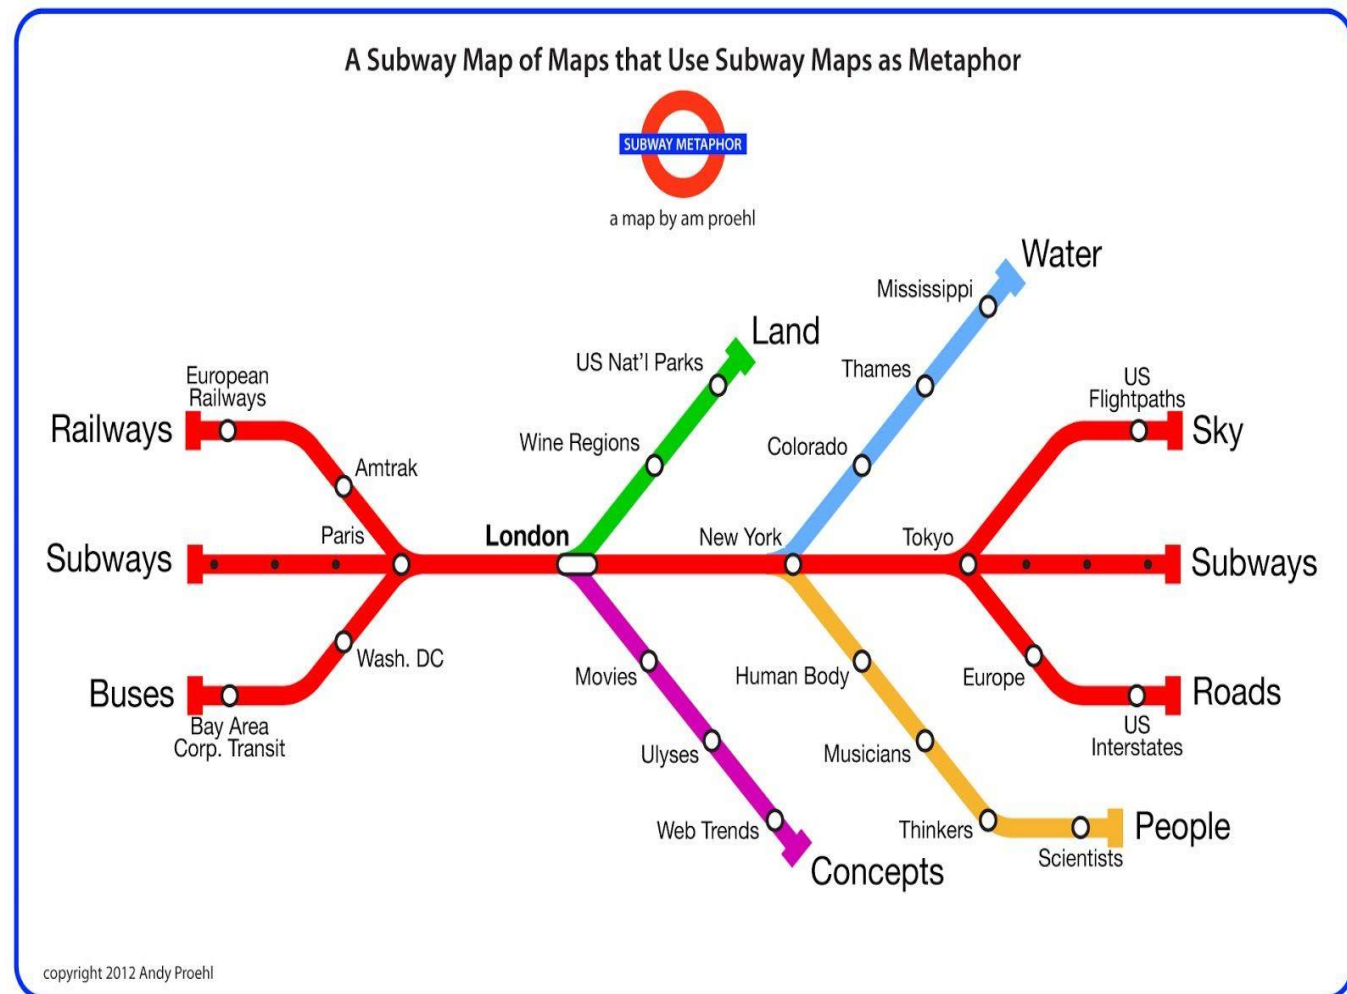 A Subway Map of Maps that Use Subway Maps as Metaphor
SUBWAY METAPHOR
a map by am proehl
Water
Mississippi
Land
US Nat'l Parks
Thames
European
Railways
US
Flightpaths
Railways
Sky
Wine Regions
Colorado
Amtrak
Paris
London
New York
Tokyo
Subways
Subways
Wash. DC
Movies
Human Body
Europe
Buses
Roads
Bay Area
Corp. Transit
US
Interstates
Ulyses
Musicians
Web Trends
Thinkers
People
Scientists
Concepts
copyright 2012 Andy Proehl